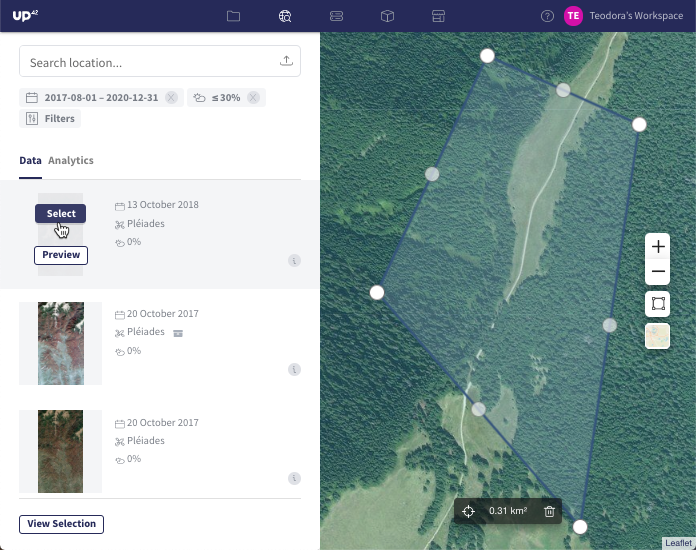 up42
TE Teodora's Workspace
Search location...
2017-08-01 – 2020-12-31
≤ 30%
Filters
Data Analytics
Select
Preview
13 October 2018
Pléiades
0%
20 October 2017
Pléiades
0%
20 October 2017
Pléiades
0%
View Selection
0.31 km²
Leaflet